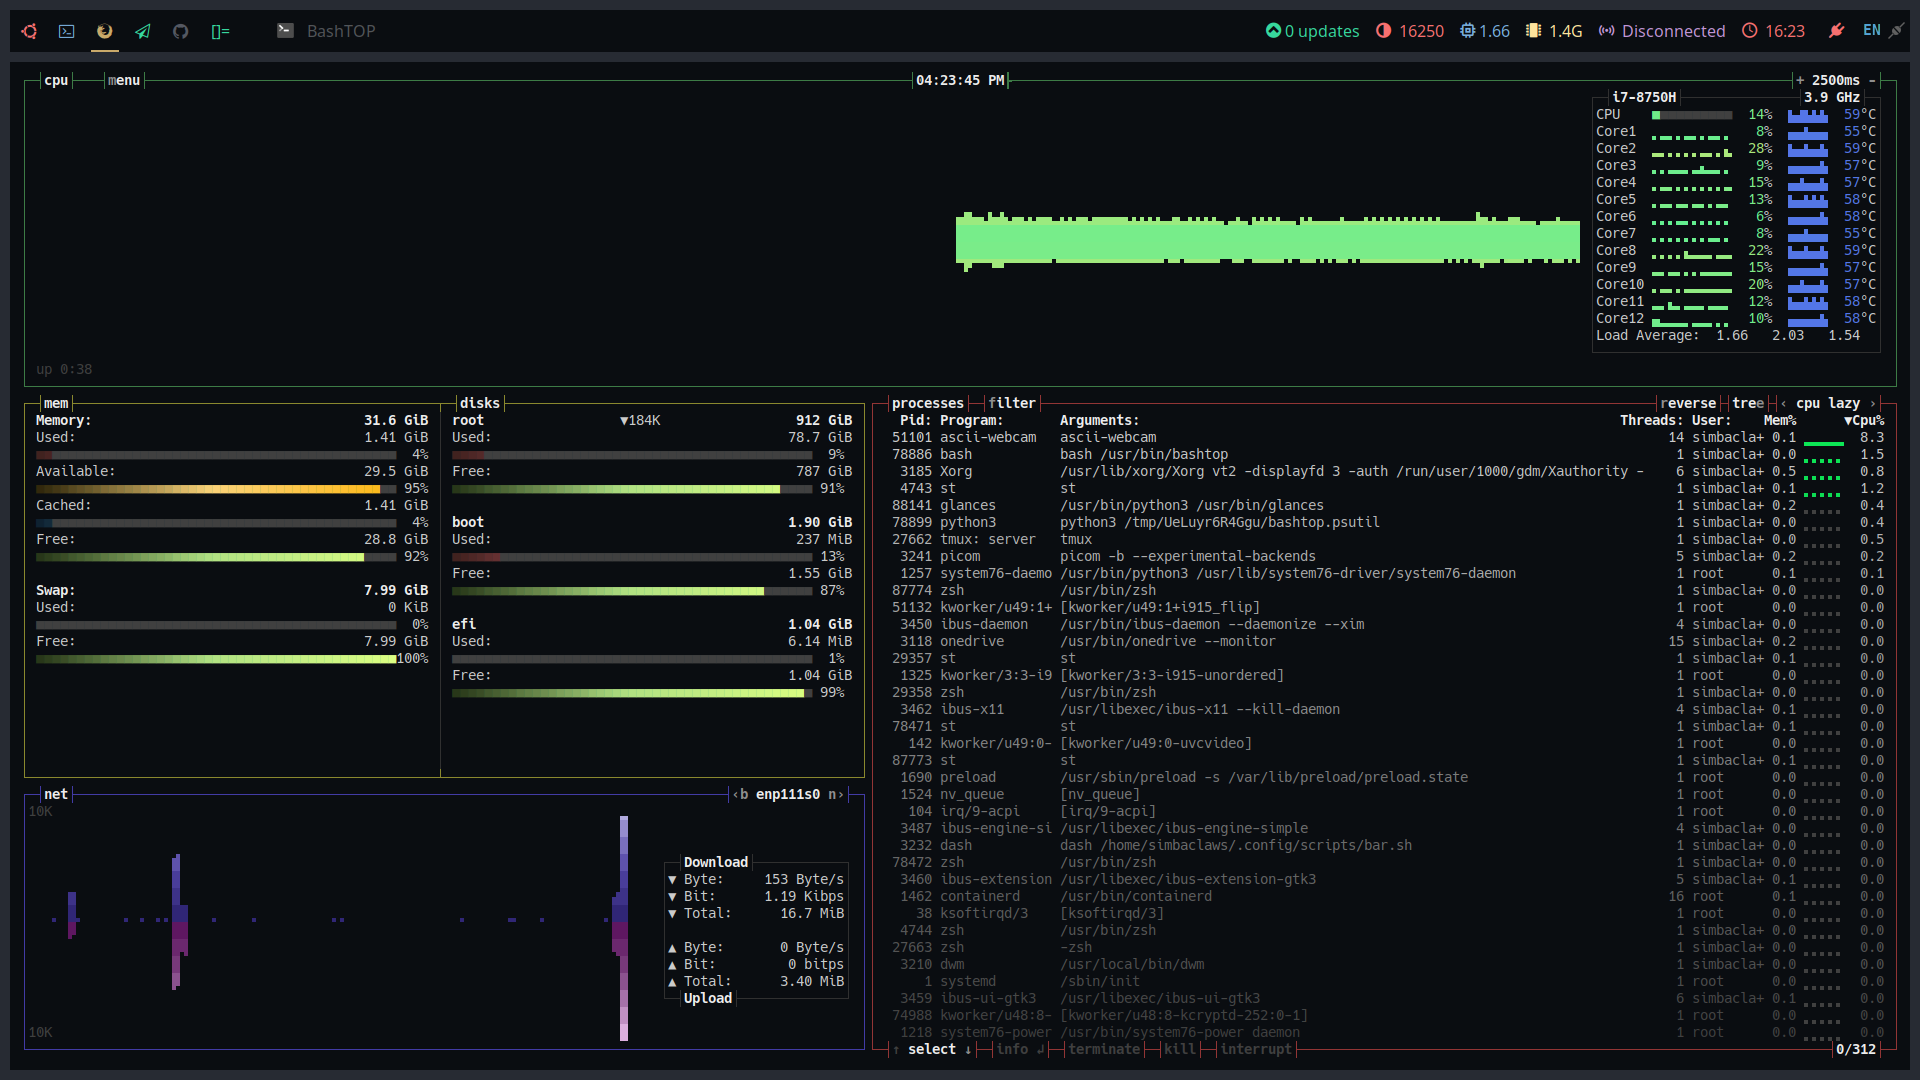 []= BashTOP 0 updates 16250 1.66 1.4G Disconnected 16:23 EN
cpu menu 04:23:45 PM + 2500ms -
i7-8750H 3.9 GHz
CPU 14% 59°C
Core1 8% 55°C
Core2 28% 59°C
Core3 9% 57°C
Core4 15% 57°C
Core5 13% 58°C
Core6 6% 58°C
Core7 8% 55°C
Core8 22% 59°C
Core9 15% 57°C
Core10 20% 57°C
Core11 12% 58°C
Core12 10% 58°C
Load Average: 1.66 2.03 1.54
up 0:38
mem
Memory: 31.6 GiB
Used: 1.41 GiB
4%
Available: 29.5 GiB
95%
Cached: 1.41 GiB
4%
Free: 28.8 GiB
92%
Swap: 7.99 GiB
Used: 0 KiB
0%
Free: 7.99 GiB
100%
disks
root ▼184K 912 GiB
Used: 78.7 GiB
9%
Free: 787 GiB
91%
boot 1.90 GiB
Used: 237 MiB
13%
Free: 1.55 GiB
87%
efi 1.04 GiB
Used: 6.14 MiB
1%
Free: 1.04 GiB
99%
net ‹b enp111s0 n›
10K
Download
▼ Byte: 153 Byte/s
▼ Bit: 1.19 Kibps
▼ Total: 16.7 MiB
▲ Byte: 0 Byte/s
▲ Bit: 0 bitps
▲ Total: 3.40 MiB
Upload
10K
processes filter reverse tree ‹ cpu lazy ›
Pid: Program: Arguments: Threads: User: Mem% ▼Cpu%
51101 ascii-webcam ascii-webcam 14 simbacla+ 0.1 8.3
78886 bash bash /usr/bin/bashtop 1 simbacla+ 0.0 1.5
3185 Xorg /usr/lib/xorg/Xorg vt2 -displayfd 3 -auth /run/user/1000/gdm/Xauthority - 6 simbacla+ 0.5 0.8
4743 st st 1 simbacla+ 0.1 1.2
88141 glances /usr/bin/python3 /usr/bin/glances 1 simbacla+ 0.2 0.4
78899 python3 python3 /tmp/UeLuyr6R4Ggu/bashtop.psutil 1 simbacla+ 0.0 0.4
27662 tmux: server tmux 1 simbacla+ 0.0 0.5
3241 picom picom -b --experimental-backends 5 simbacla+ 0.2 0.2
1257 system76-daemo /usr/bin/python3 /usr/lib/system76-driver/system76-daemon 1 root 0.1 0.1
87774 zsh /usr/bin/zsh 1 simbacla+ 0.0 0.0
51132 kworker/u49:1+ [kworker/u49:1+i915_flip] 1 root 0.0 0.0
3450 ibus-daemon /usr/bin/ibus-daemon --daemonize --xim 4 simbacla+ 0.0 0.0
3118 onedrive /usr/bin/onedrive --monitor 15 simbacla+ 0.2 0.0
29357 st st 1 simbacla+ 0.1 0.0
1325 kworker/3:3-i9 [kworker/3:3-i915-unordered] 1 root 0.0 0.0
29358 zsh /usr/bin/zsh 1 simbacla+ 0.0 0.0
3462 ibus-x11 /usr/libexec/ibus-x11 --kill-daemon 4 simbacla+ 0.1 0.0
78471 st st 1 simbacla+ 0.1 0.0
142 kworker/u49:0- [kworker/u49:0-uvcvideo] 1 root 0.0 0.0
87773 st st 1 simbacla+ 0.1 0.0
1690 preload /usr/sbin/preload -s /var/lib/preload/preload.state 1 root 0.0 0.0
1524 nv_queue [nv_queue] 1 root 0.0 0.0
104 irq/9-acpi [irq/9-acpi] 1 root 0.0 0.0
3487 ibus-engine-si /usr/libexec/ibus-engine-simple 4 simbacla+ 0.0 0.0
3232 dash dash /home/simbaclaws/.config/scripts/bar.sh 1 simbacla+ 0.0 0.0
78472 zsh /usr/bin/zsh 1 simbacla+ 0.0 0.0
3460 ibus-extension /usr/libexec/ibus-extension-gtk3 5 simbacla+ 0.1 0.0
1462 containerd /usr/bin/containerd 16 root 0.1 0.0
38 ksoftirqd/3 [ksoftirqd/3] 1 root 0.0 0.0
4744 zsh /usr/bin/zsh 1 simbacla+ 0.0 0.0
27663 zsh -zsh 1 simbacla+ 0.0 0.0
3210 dwm /usr/local/bin/dwm 1 simbacla+ 0.0 0.0
1 systemd /sbin/init 1 root 0.0 0.0
3459 ibus-ui-gtk3 /usr/libexec/ibus-ui-gtk3 6 simbacla+ 0.1 0.0
74988 kworker/u48:8- [kworker/u48:8-kcryptd-252:0-1] 1 root 0.0 0.0
1218 system76-power /usr/bin/system76-power daemon 1 root 0.0 0.0
↑ select ↓ info ↲ terminate kill interrupt 0/312